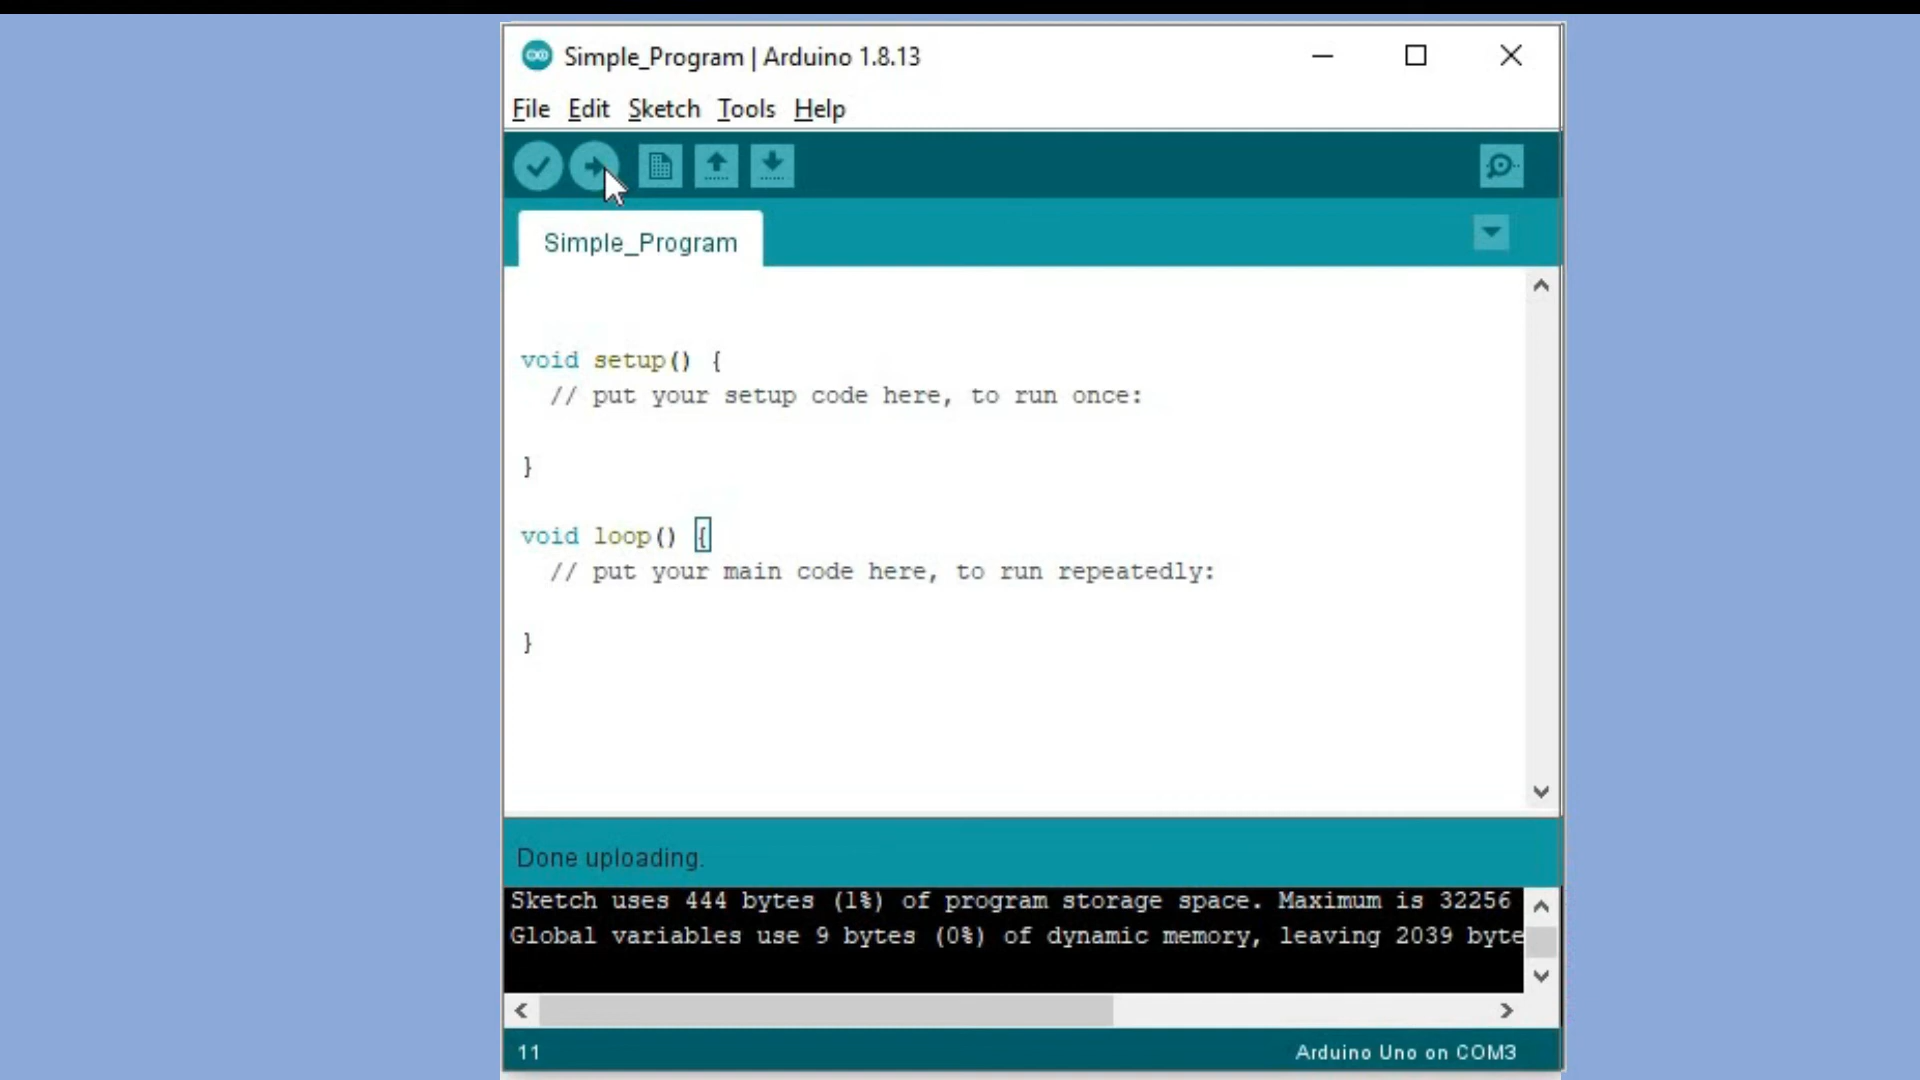 Simple_Program | Arduino 1.8.13
File Edit Sketch Tools Help
Simple_Program
void setup() {
// put your setup code here, to run once:
}
void loop() {
// put your main code here, to run repeatedly:
}
Done uploading.
Sketch uses 444 bytes (1%) of program storage space. Maximum is 32256
Global variables use 9 bytes (0%) of dynamic memory, leaving 2039 byte
11
Arduino Uno on COM3